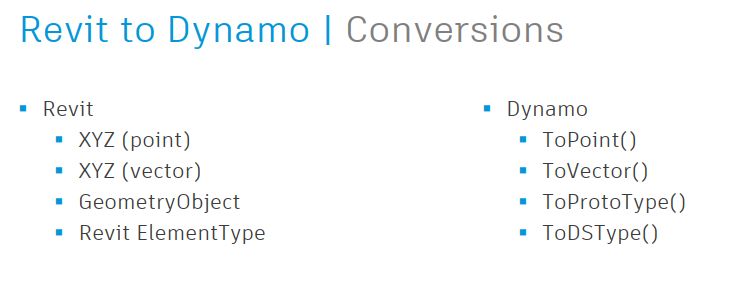 Revit to Dynamo | Conversions
Revit
XYZ (point)
XYZ (vector)
GeometryObject
Revit ElementType
Dynamo
ToPoint()
ToVector()
ToProtoType()
ToDSType()